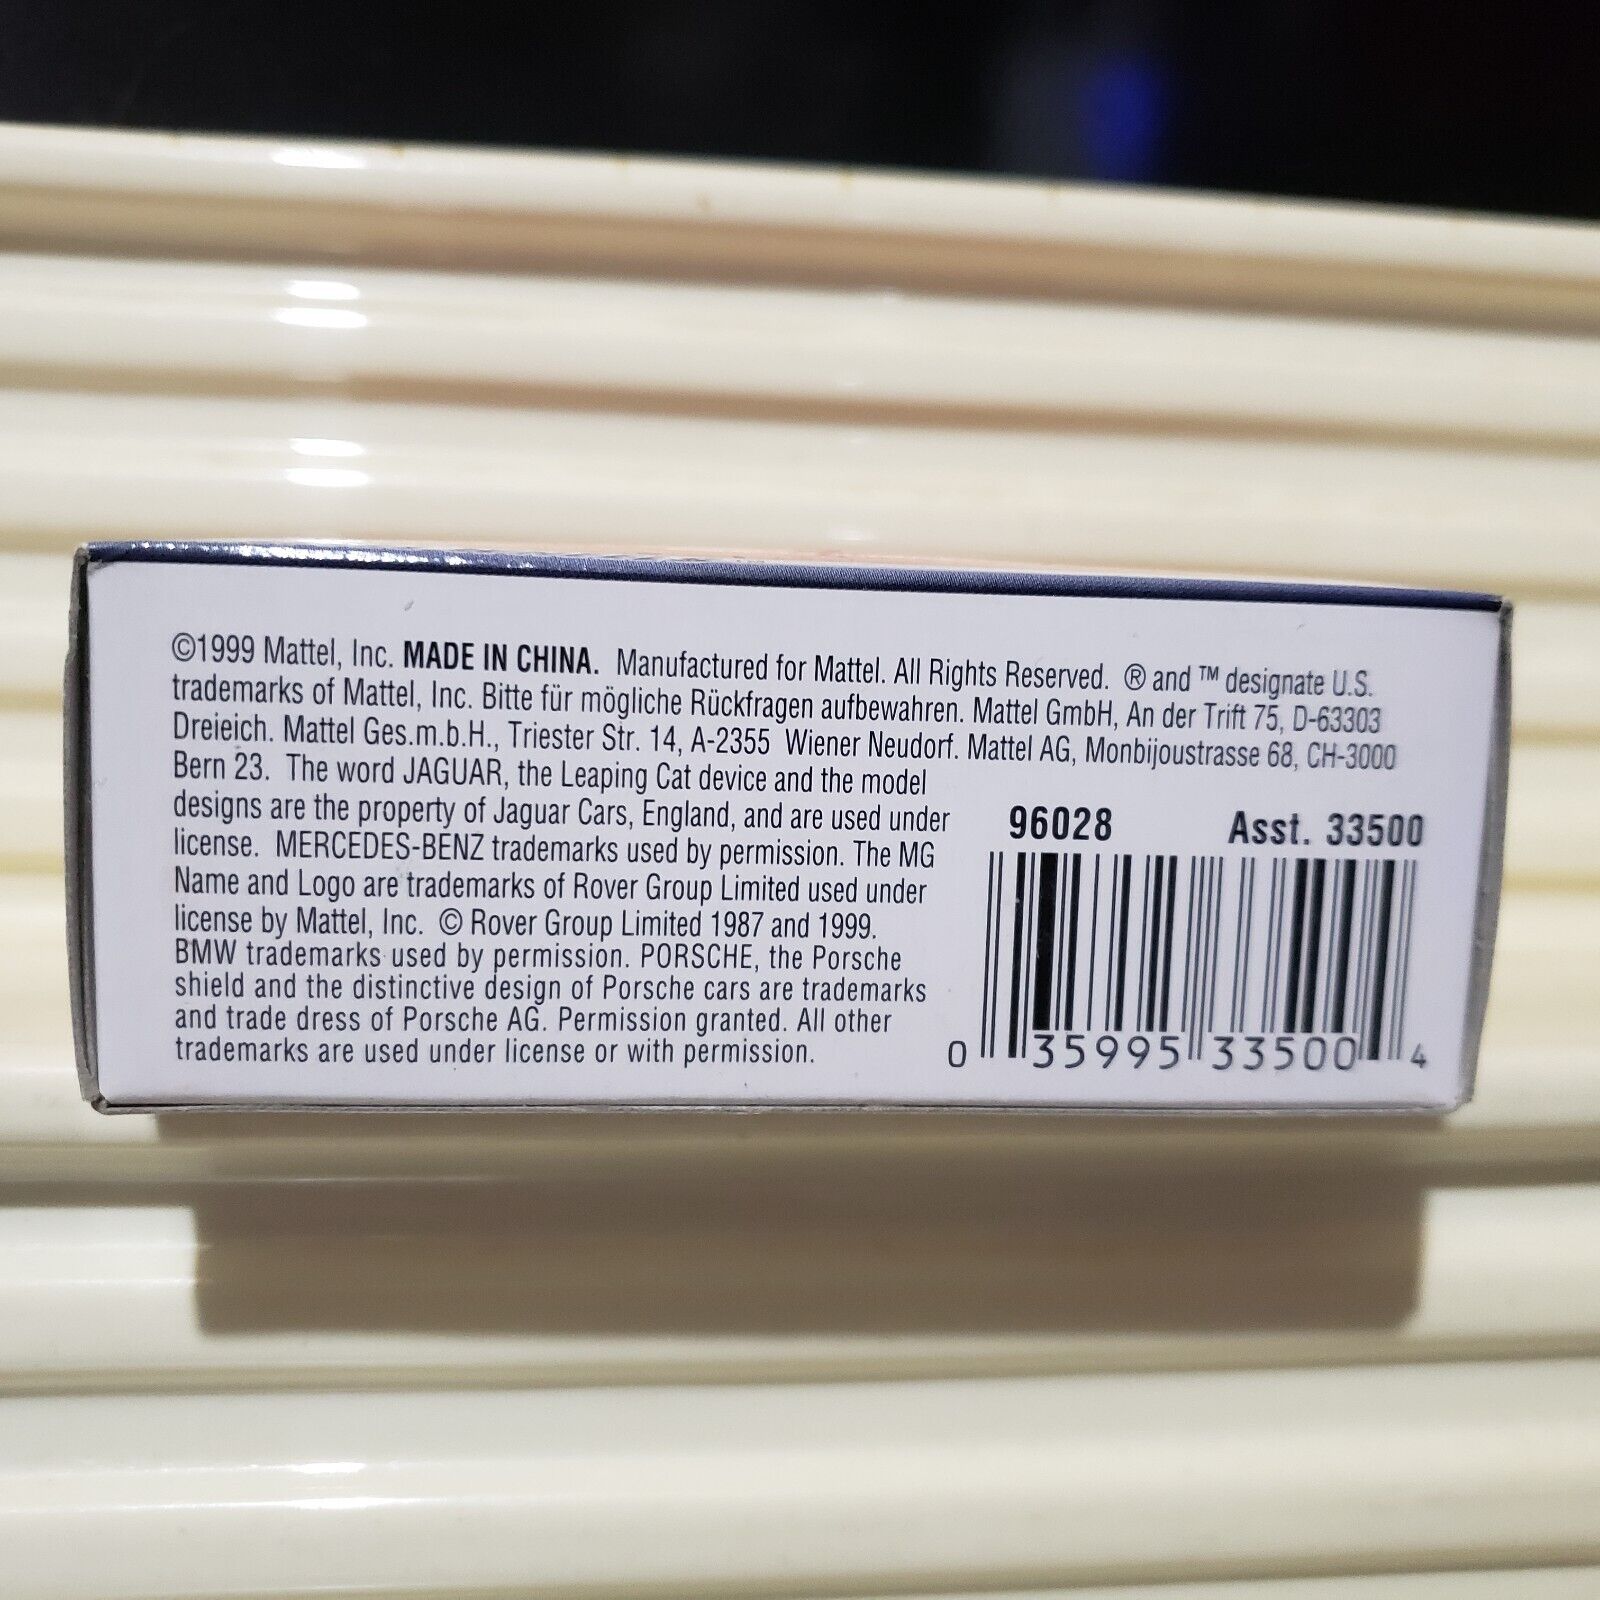 ©1999 Mattel, Inc. MADE IN CHINA. Manufactured for Mattel. All Rights Reserved. ® and ™ designate U.S.
trademarks of Mattel, Inc. Bitte für mögliche Rückfragen aufbewahren. Mattel GmbH, An der Trift 75, D-63303
Dreieich. Mattel Ges.m.b.H., Triester Str. 14, A-2355 Wiener Neudorf. Mattel AG, Monbijoustrasse 68, CH-3000
Bern 23. The word JAGUAR, the Leaping Cat device and the model
designs are the property of Jaguar Cars, England, and are used under
license. MERCEDES-BENZ trademarks used by permission. The MG
Name and Logo are trademarks of Rover Group Limited used under
license by Mattel, Inc. © Rover Group Limited 1987 and 1999.
BMW trademarks used by permission. PORSCHE, the Porsche
shield and the distinctive design of Porsche cars are trademarks
and trade dress of Porsche AG. Permission granted. All other
trademarks are used under license or with permission.
96028 Asst. 33500
0 35995 33500 4